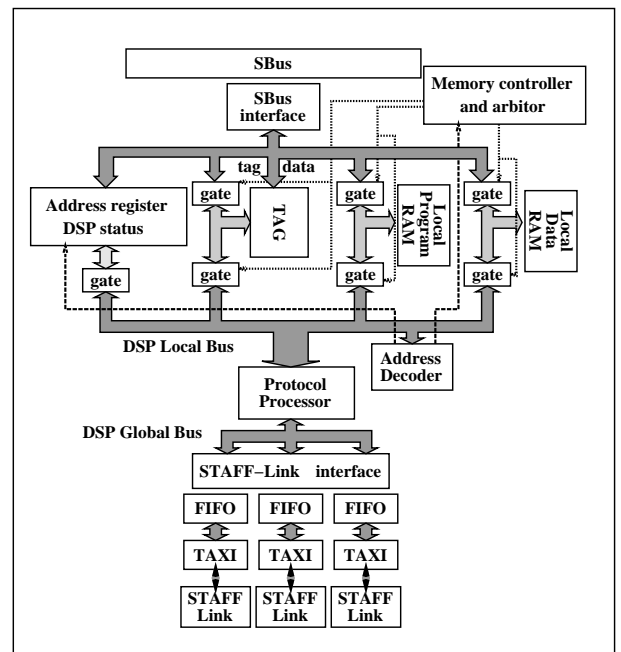 SBus
SBus
interface
Memory controller
and arbitor
tag data
gate
gate
gate
Address register
DSP status
TAG
Local
Program
RAM
Local
Data
RAM
gate
gate
gate
gate
DSP Local Bus
Address
Decoder
Protocol
Processor
DSP Global Bus
STAFF−Link interface
FIFO
FIFO
FIFO
TAXI
TAXI
TAXI
STAFF
Link
STAFF
Link
STAFF
Link